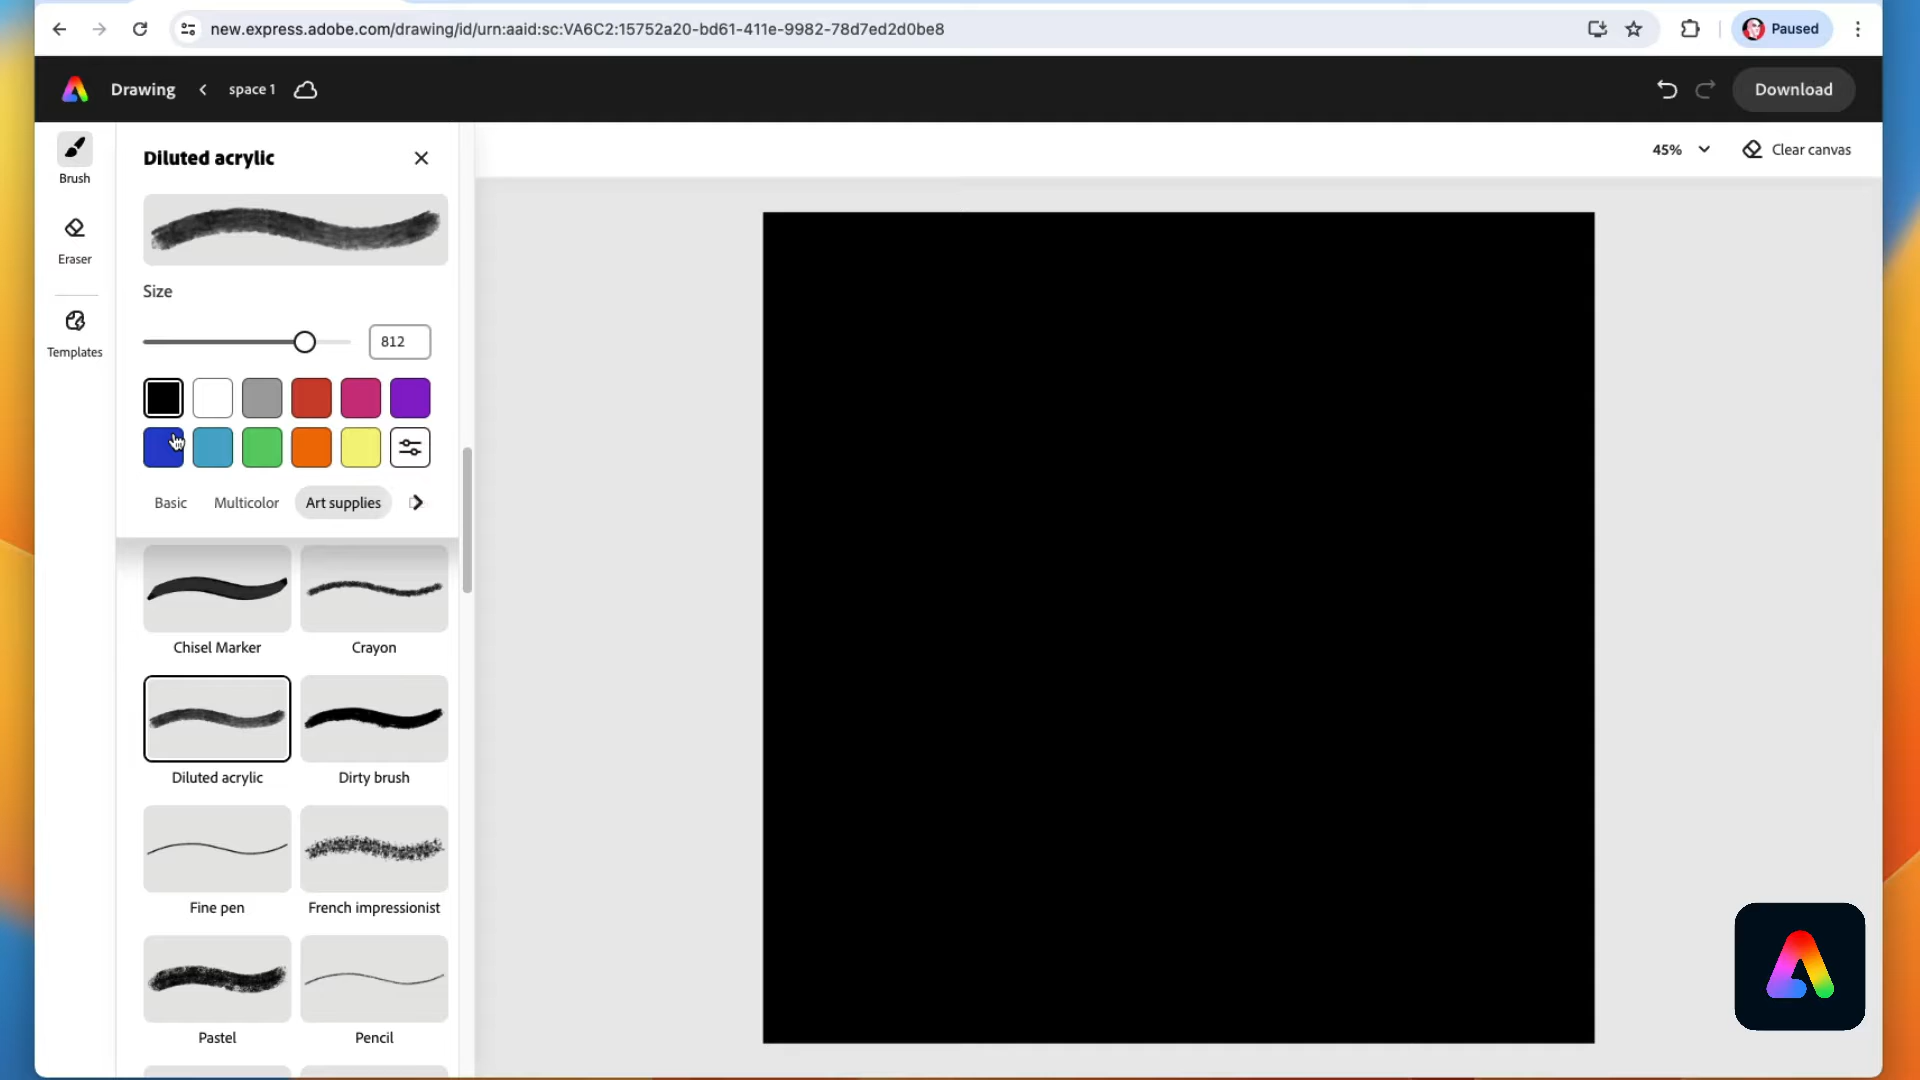 new.express.adobe.com/drawing/id/urn:aaid:sc:VA6C2:15752a20-bd61-411e-9982-78d7ed2d0be8
Paused
Drawing
space 1
Download
Brush
Eraser
Templates
Diluted acrylic
Size
812
Basic
Multicolor
Art supplies
45%
Clear canvas
Chisel Marker
Crayon
Diluted acrylic
Dirty brush
Fine pen
French impressionist
Pastel
Pencil